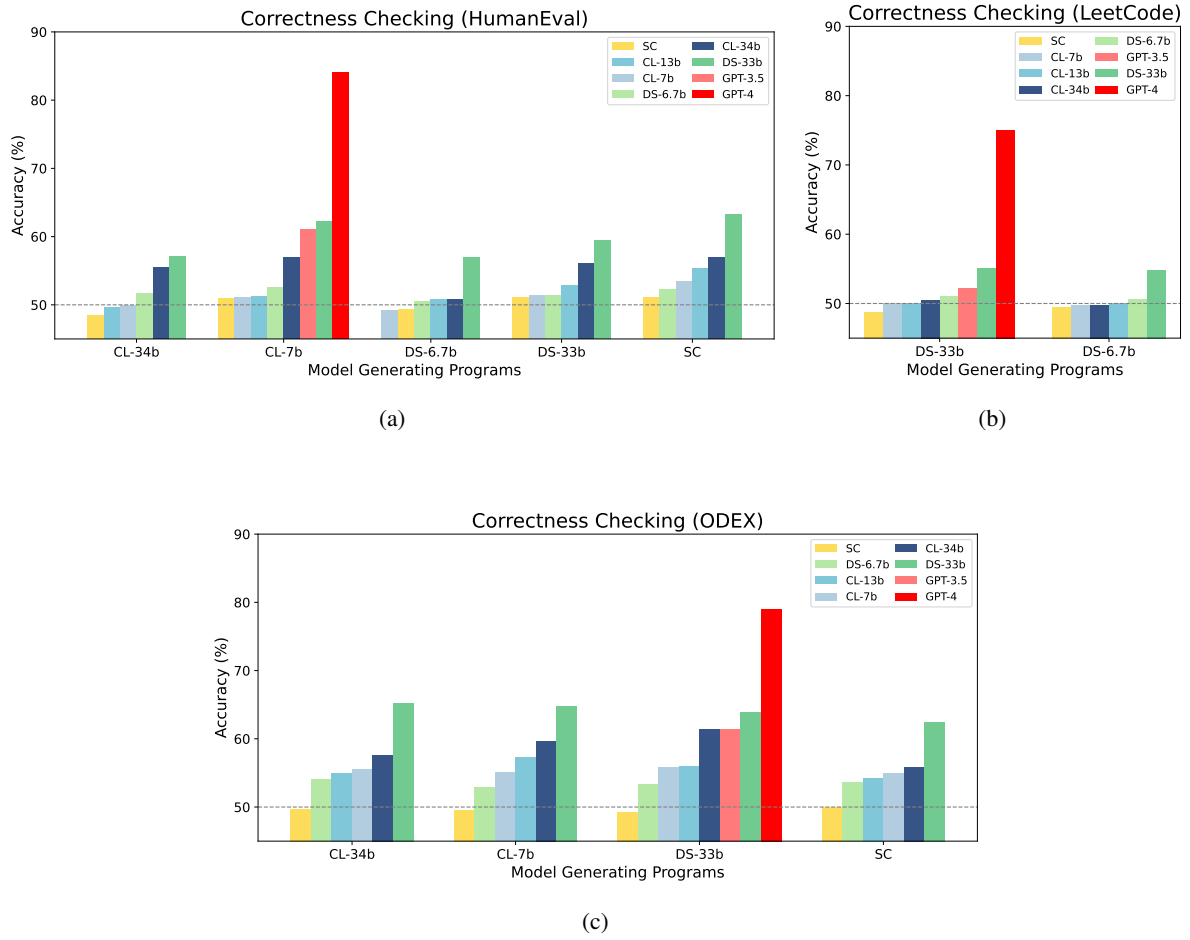 Correctness Checking (HumanEval)
Accuracy (%)
90
80
70
60
50
SC
CL-13b
CL-7b
DS-6.7b
CL-34b
DS-33b
GPT-3.5
GPT-4
CL-34b
CL-7b
DS-6.7b
DS-33b
SC
Model Generating Programs
(a)
Correctness Checking (LeetCode)
Accuracy (%)
90
80
70
60
50
SC
CL-7b
CL-13b
CL-34b
DS-6.7b
GPT-3.5
DS-33b
GPT-4
DS-33b
DS-6.7b
Model Generating Programs
(b)
Correctness Checking (ODEX)
Accuracy (%)
90
80
70
60
50
SC
DS-6.7b
CL-13b
CL-7b
CL-34b
DS-33b
GPT-3.5
GPT-4
CL-34b
CL-7b
DS-33b
SC
Model Generating Programs
(c)